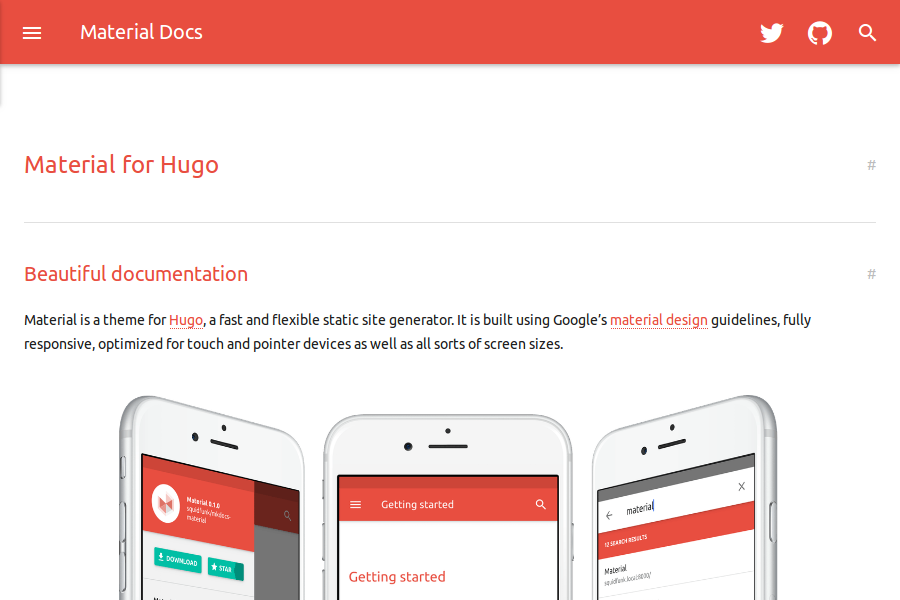 Material Docs
Material for Hugo #
Beautiful documentation #
Material is a theme for Hugo, a fast and flexible static site generator. It is built using Google's material design guidelines, fully
responsive, optimized for touch and pointer devices as well as all sorts of screen sizes.
Material 0.1.0
squidfunk/mkdocs-
material
DOWNLOAD
STAR
Getting started
Getting started
material
12 SEARCH RESULTS
Material
squidfunk.local:8000/